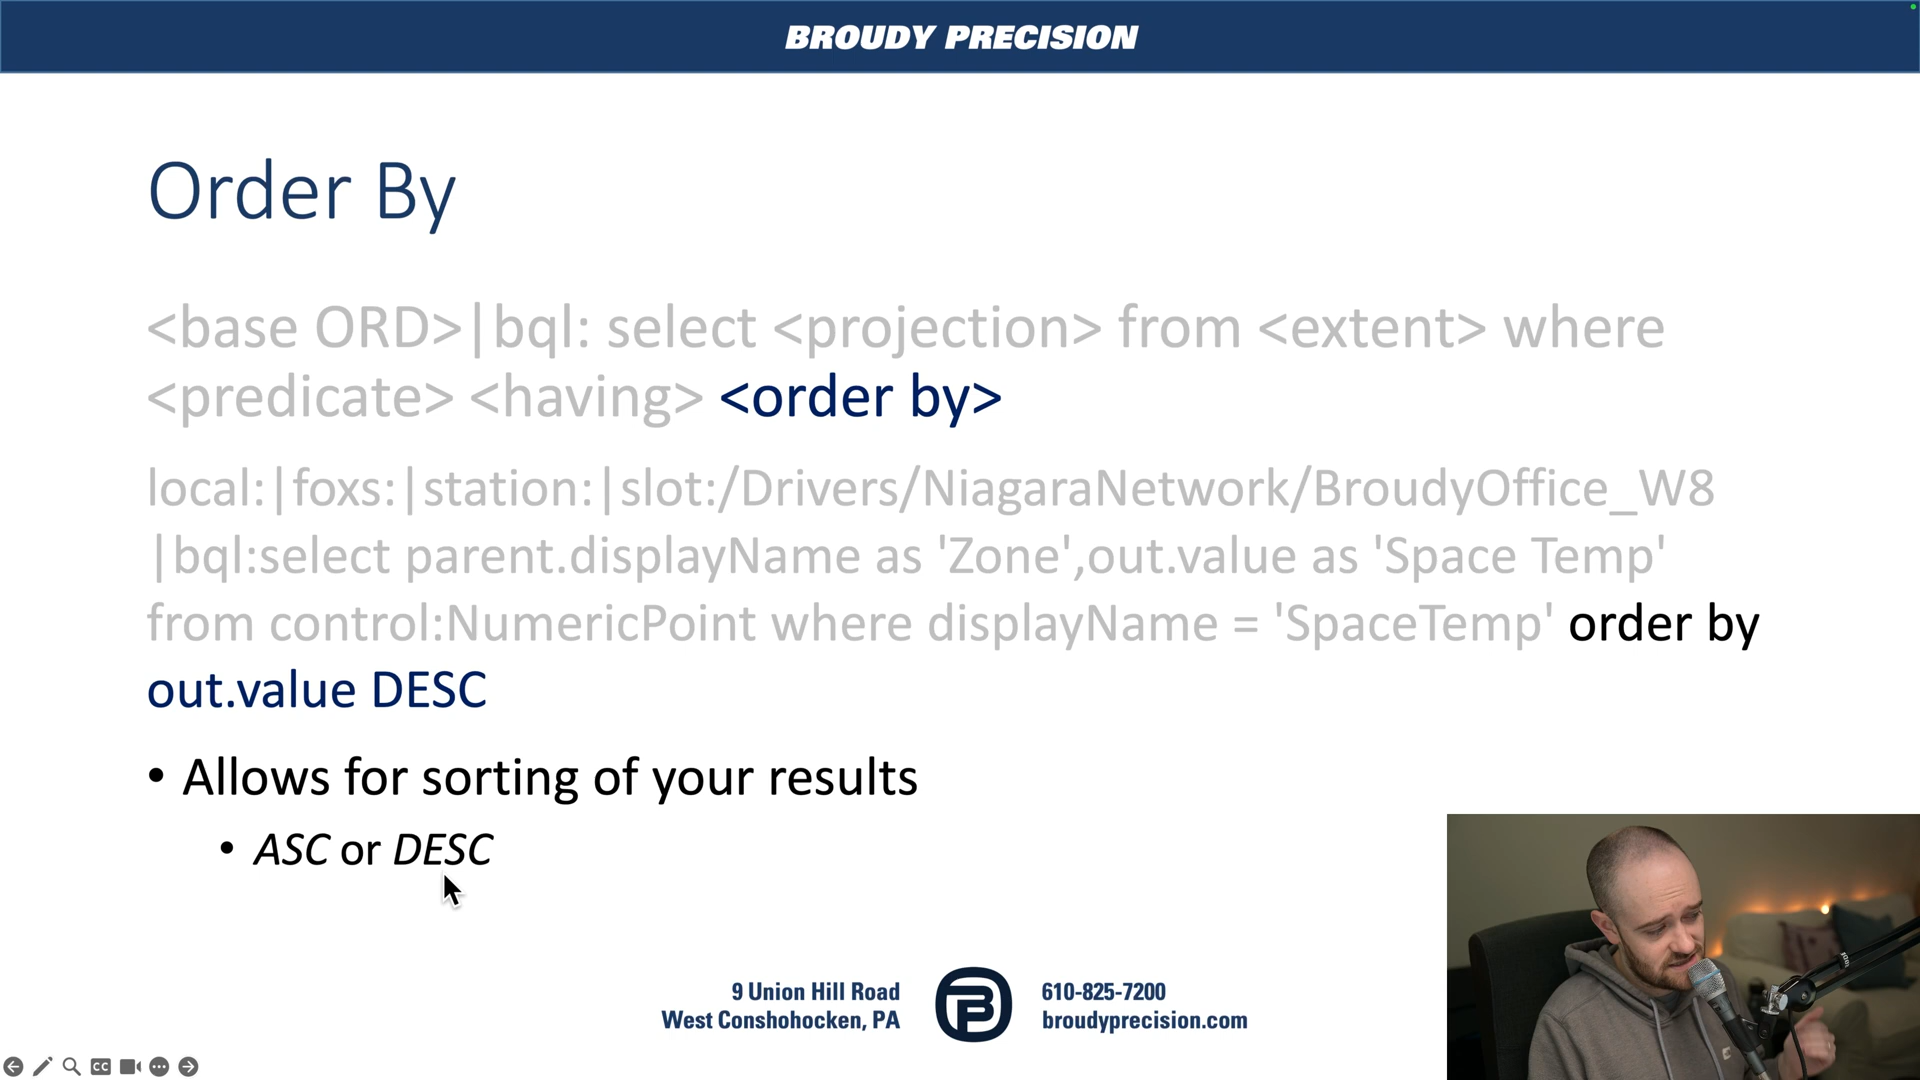 BROUDY PRECISION
Order By
<base ORD>|bql: select <projection> from <extent> where
<predicate> <having> <order by>
local:|foxs:|station:|slot:/Drivers/NiagaraNetwork/BroudyOffice_W8
|bql:select parent.displayName as 'Zone',out.value as 'Space Temp'
from control:NumericPoint where displayName = 'SpaceTemp' order by
out.value DESC
• Allows for sorting of your results
• ASC or DESC
9 Union Hill Road
West Conshohocken, PA
610-825-7200
broudyprecision.com
CC